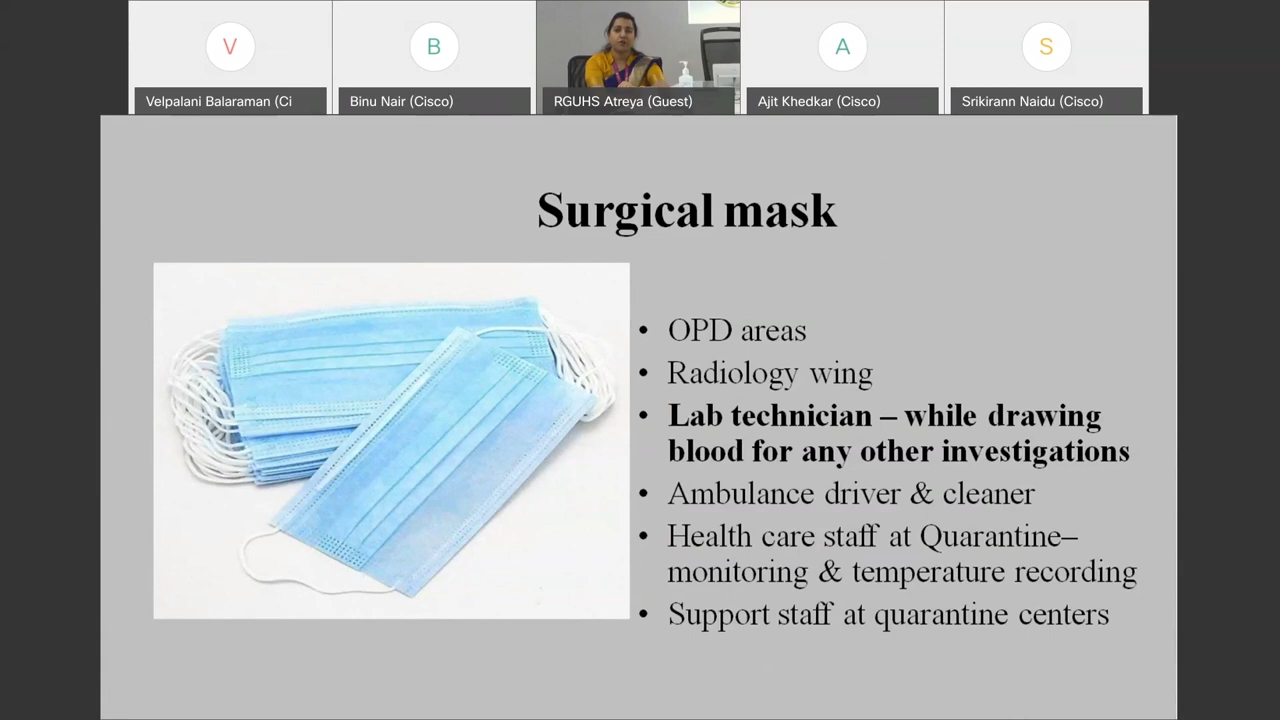 V
B
A
S
Velpalani Balaraman (Ci
Binu Nair (Cisco)
RGUHS Atreya (Guest)
Ajit Khedkar (Cisco)
Srikirann Naidu (Cisco)
Surgical mask
• OPD areas
• Radiology wing
• Lab technician – while drawing
blood for any other investigations
• Ambulance driver & cleaner
• Health care staff at Quarantine–
monitoring & temperature recording
• Support staff at quarantine centers